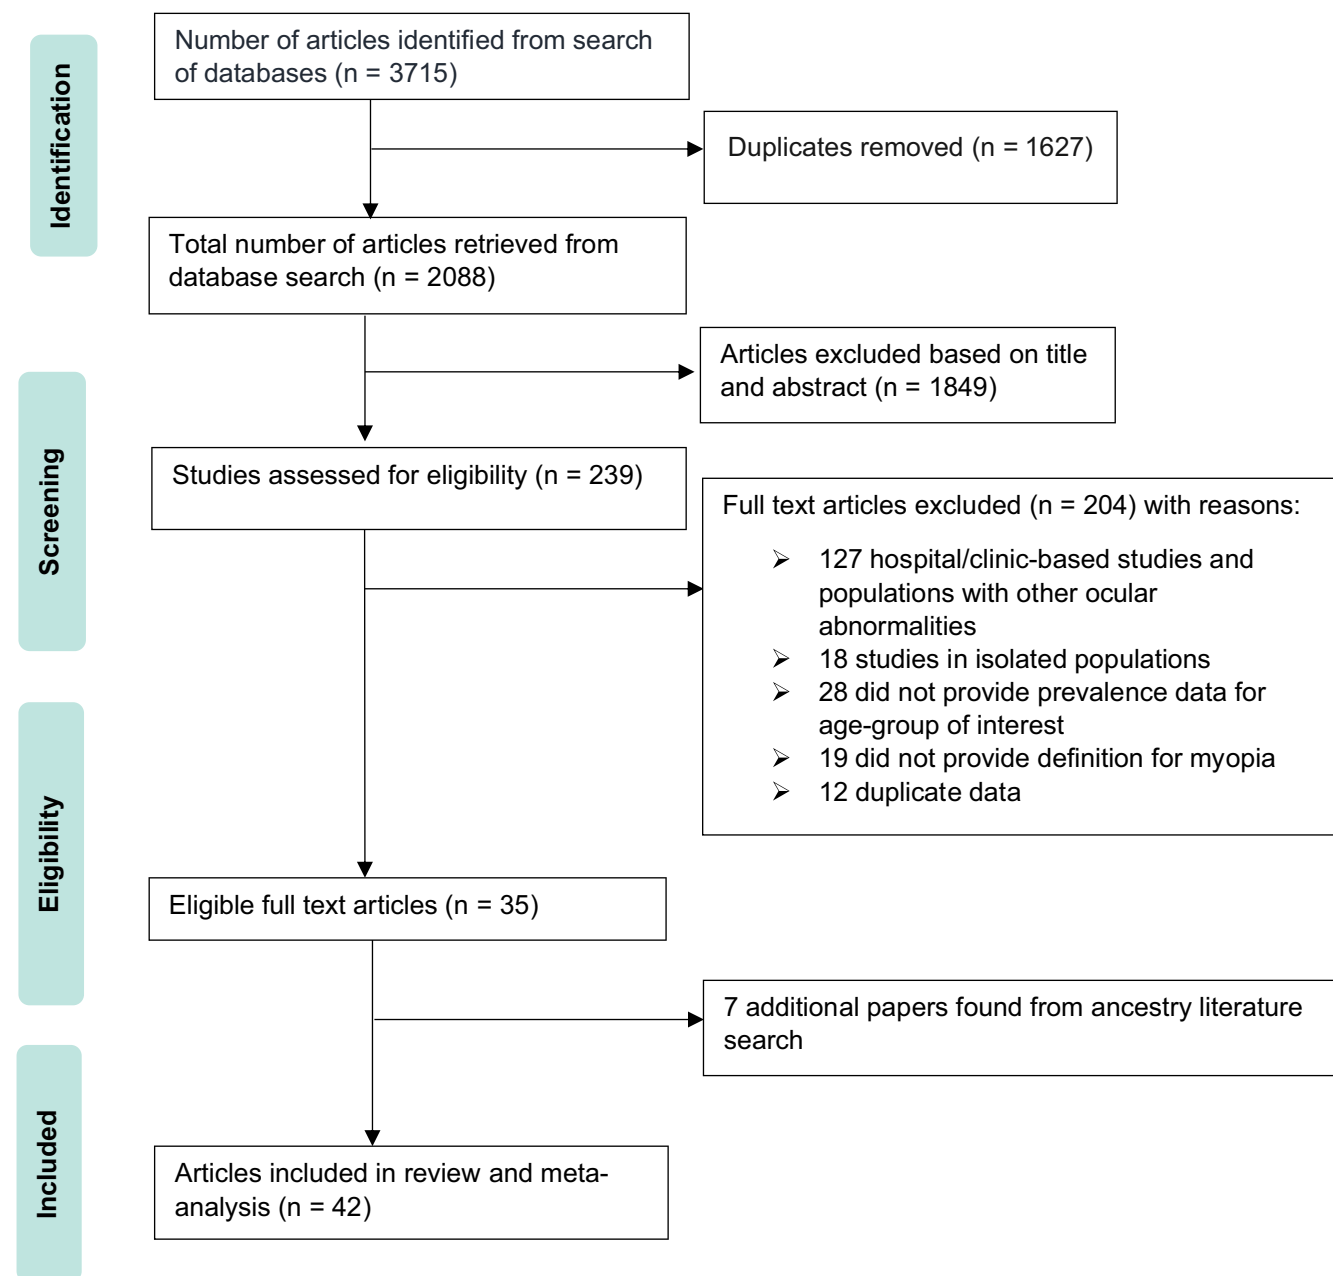 Identification
Number of articles identified from search
of databases (n = 3715)
Duplicates removed (n = 1627)
Total number of articles retrieved from
database search (n = 2088)
Screening
Articles excluded based on title
and abstract (n = 1849)
Studies assessed for eligibility (n = 239)
Full text articles excluded (n = 204) with reasons:
➢ 127 hospital/clinic-based studies and
populations with other ocular
abnormalities
➢ 18 studies in isolated populations
➢ 28 did not provide prevalence data for
age-group of interest
➢ 19 did not provide definition for myopia
➢ 12 duplicate data
Eligibility
Eligible full text articles (n = 35)
7 additional papers found from ancestry literature
search
Included
Articles included in review and meta-
analysis (n = 42)